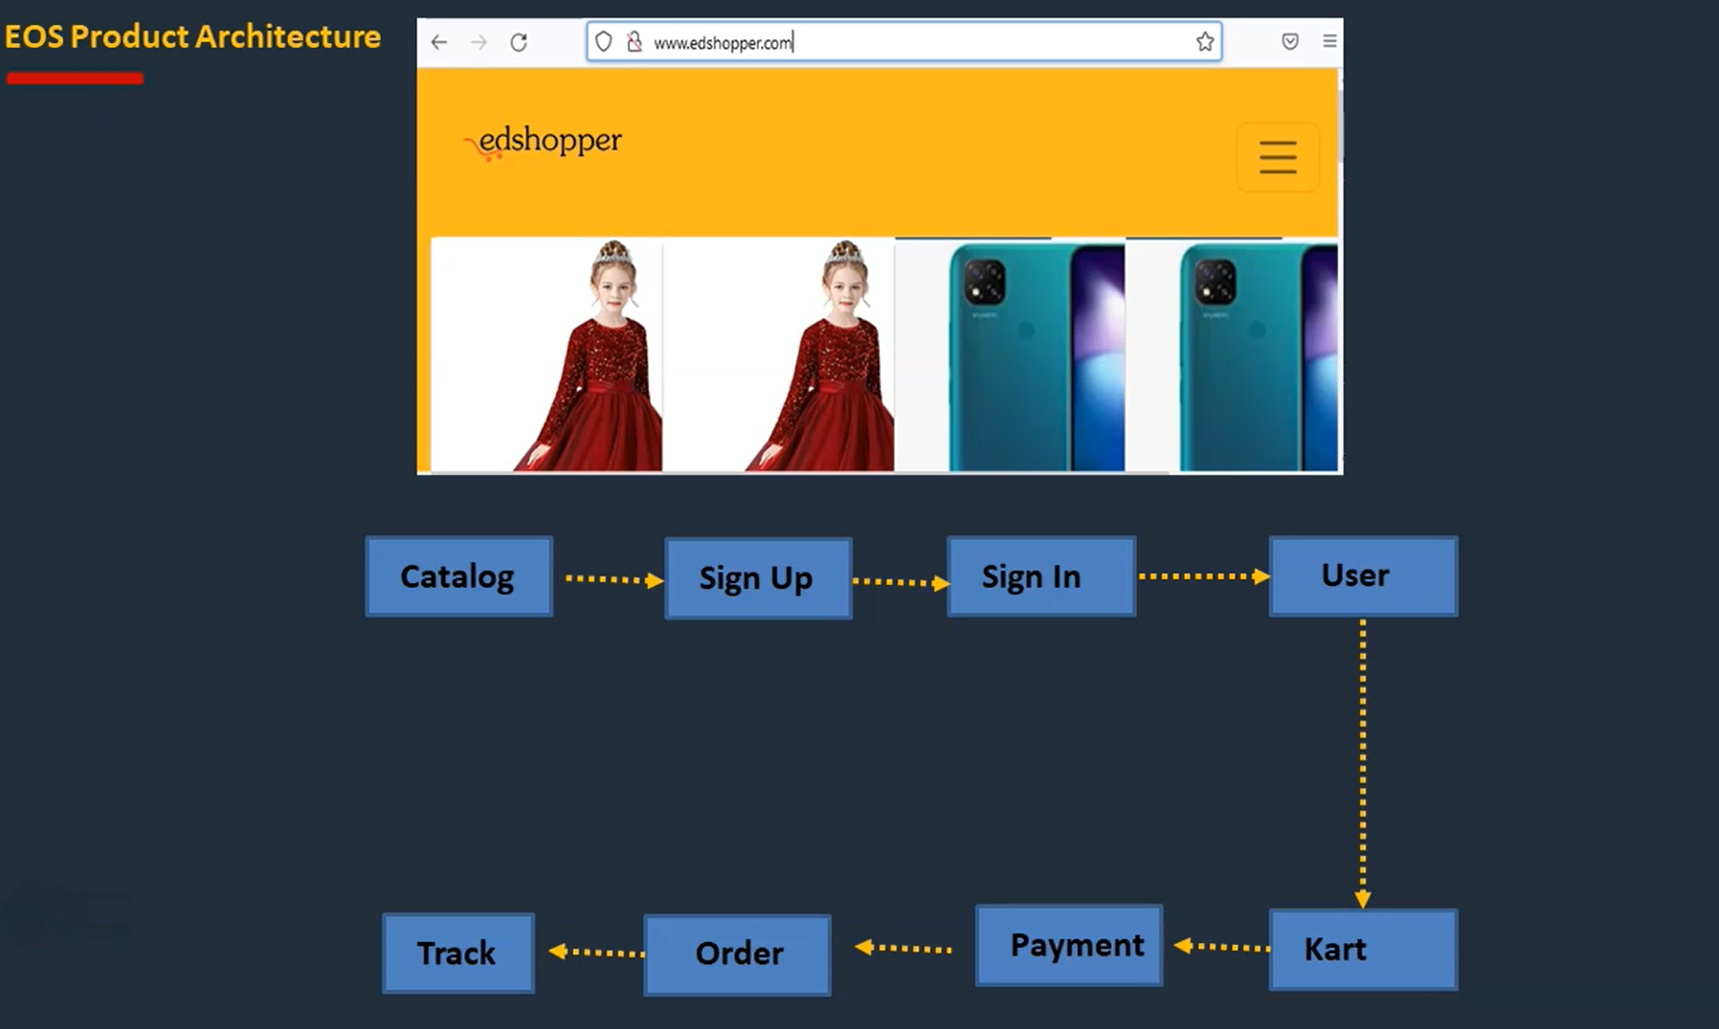 EOS Product Architecture
www.edshopper.com
edshopper
Catalog
Sign Up
Sign In
User
Track
Order
Payment
Kart